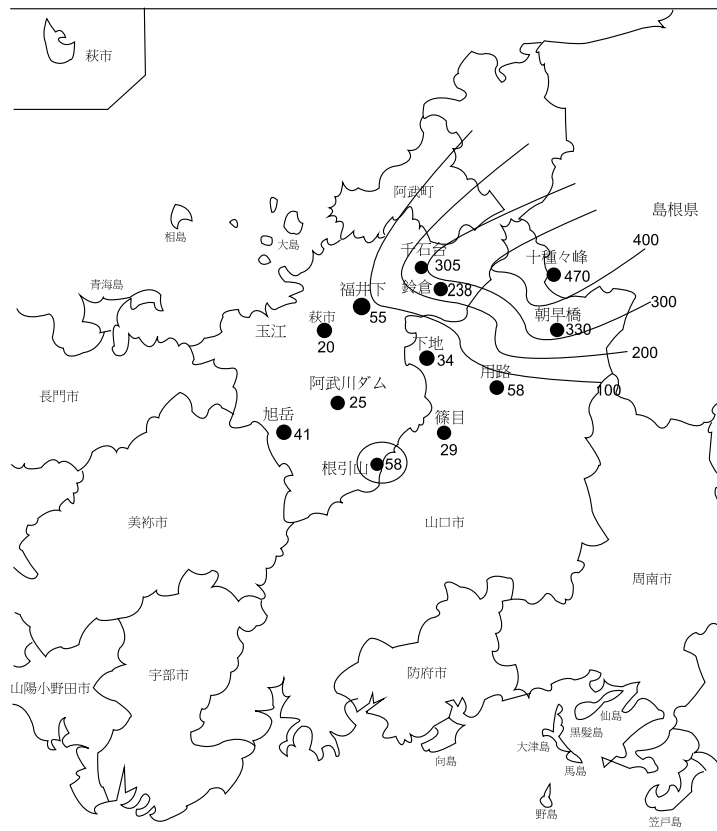 萩市
阿武町
島根県
相島
大島
千石台
305
十種々峰
470
400
青海島
福井下
55
鈴倉
238
朝早橋
330
300
玉江
萩市
20
下地
34
200
長門市
阿武川ダム
25
用路
58
100
旭岳
41
篠目
29
根引山
58
美祢市
山口市
周南市
山陽小野田市
宇部市
防府市
仙島
黒髪島
大津島
向島
馬島
野島
笠戸島